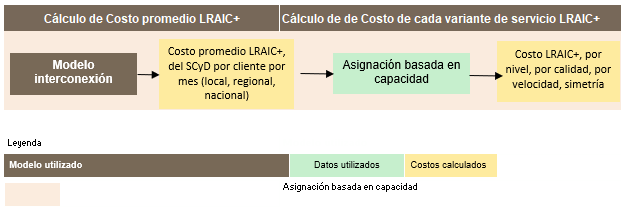 Cálculo de Costo promedio LRAIC+
Cálculo de de Costo de cada variante de servicio LRAIC+
Modelo
interconexión
Costo promedio LRAIC+,
del SCyD por cliente por
mes (local, regional,
nacional)
Asignación basada en
capacidad
Costo LRAIC+, por
nivel, por calidad, por
velocidad, simetría
Leyenda
Modelo utilizado
Datos utilizados
Costos calculados
Asignación basada en capacidad